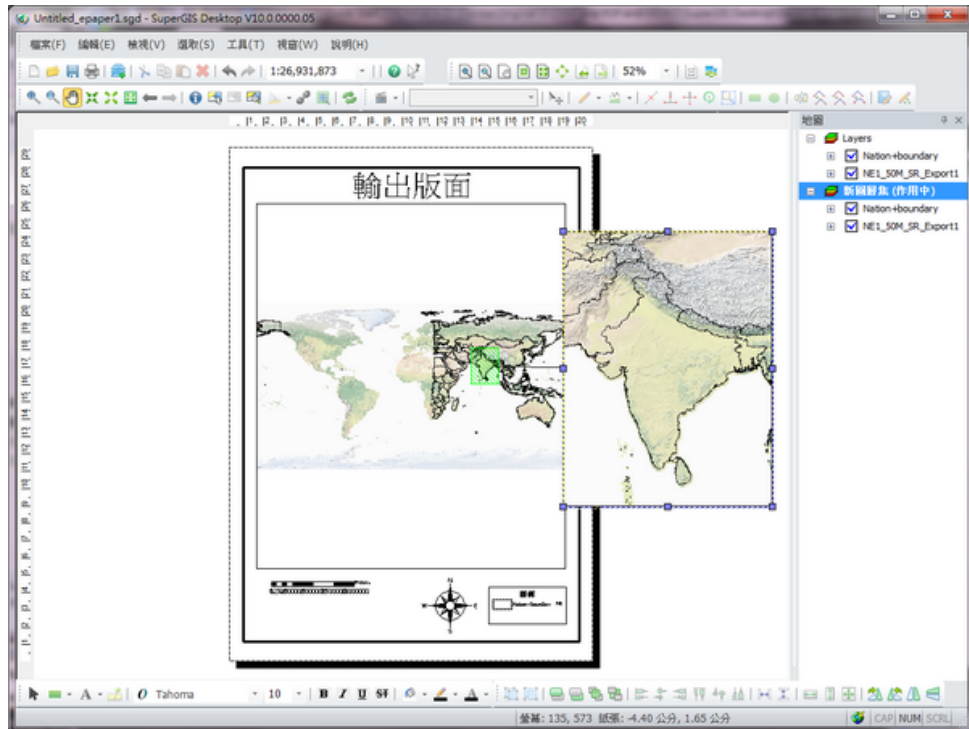 Untitled_epaper1.sgd - SuperGIS Desktop V10.0.0000.05
檔案(F) 編輯(E) 檢視(V) 選取(S) 工具(T) 視窗(W) 說明(H)
1:26,931,873
52%
地圖
Layers
Nation+boundary
NE1_50M_SR_Export1
新圖層集 (作用中)
Nation+boundary
NE1_50M_SR_Export1
輸出版面
N
W
E
S
圖例
Tahoma 10 B I U ST A
螢幕: 135, 573 紙張: -4.40 公分, 1.65 公分
CAP NUM SCRL